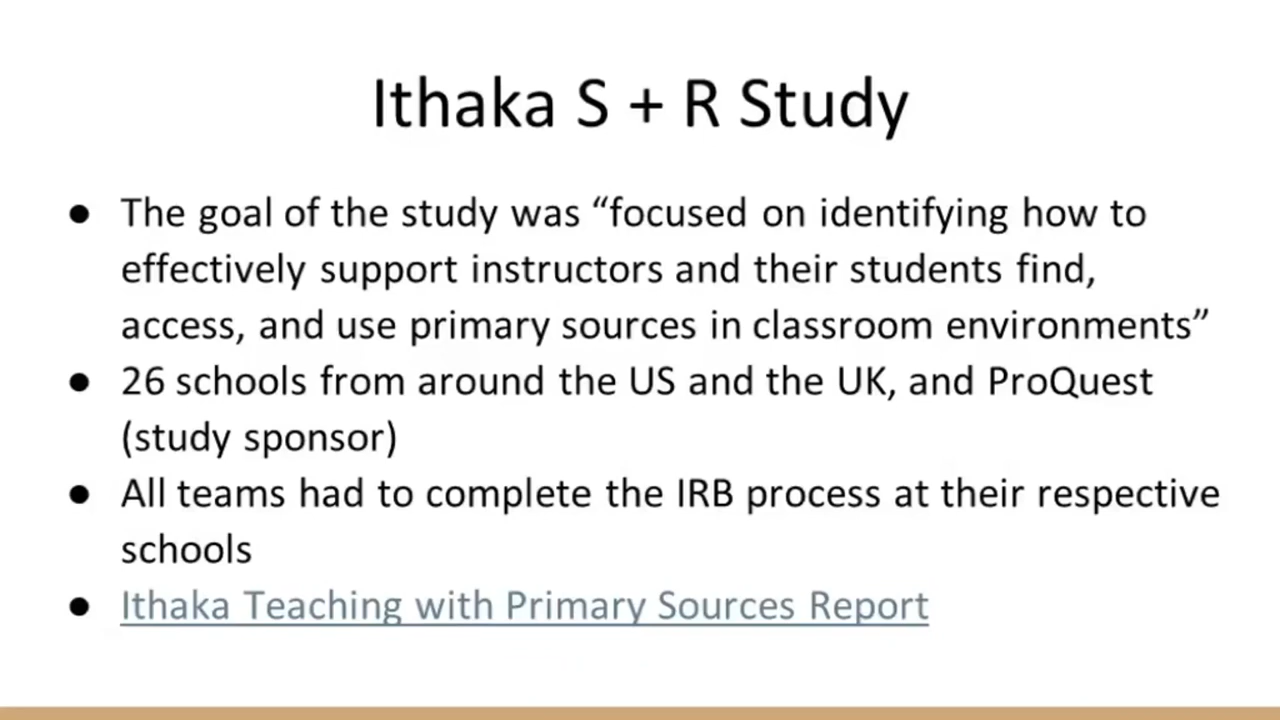 Ithaka S + R Study
● The goal of the study was “focused on identifying how to
effectively support instructors and their students find,
access, and use primary sources in classroom environments”
● 26 schools from around the US and the UK, and ProQuest
(study sponsor)
● All teams had to complete the IRB process at their respective
schools
● Ithaka Teaching with Primary Sources Report